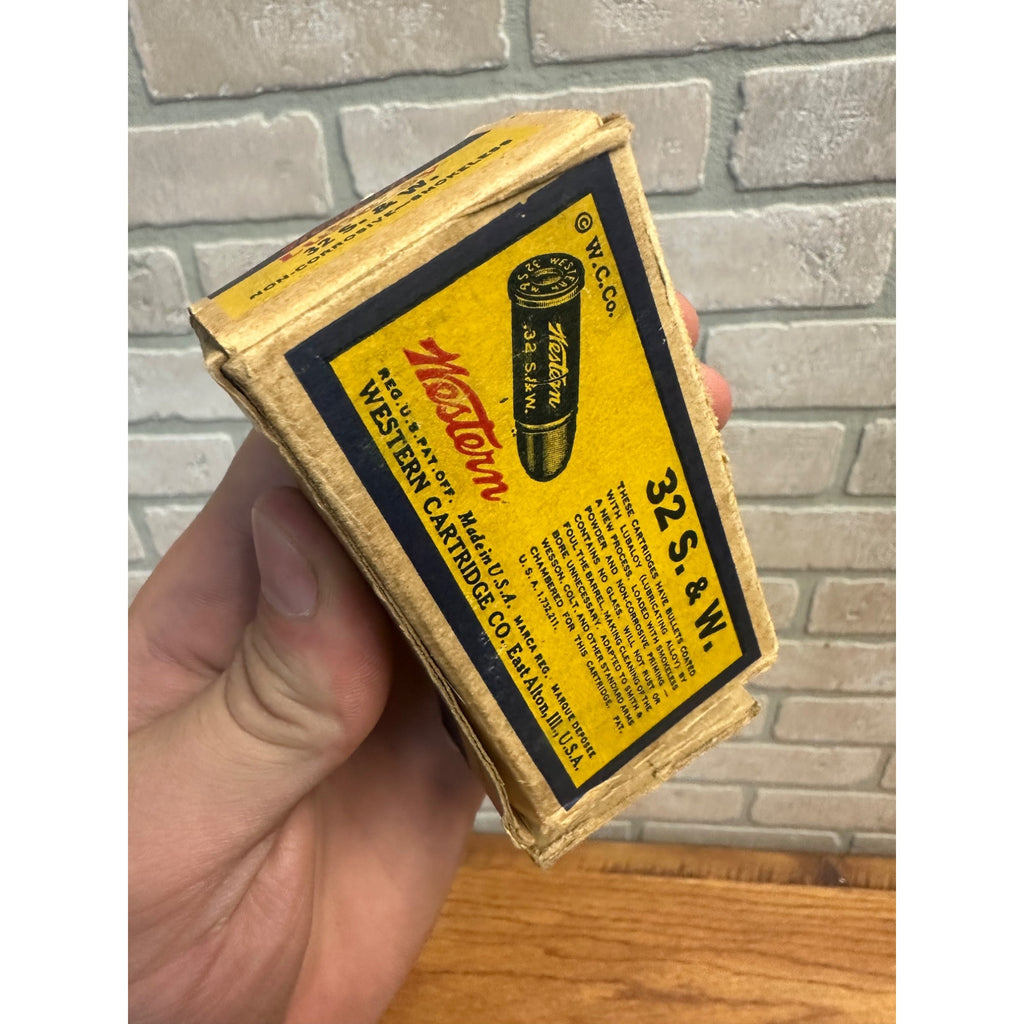 32 S. & W.
NON-CORROSIVE—SMOKELESS
© W.C.Co.
WESTERN
32 S & W
Western
.32 S.&W.
Western
REG. U.S. PAT. OFF. Made in U.S.A. MARCA REG. MARQUE DEPOSEE
WESTERN CARTRIDGE CO., East Alton, Ill., U.S.A.
32 S. & W.
THESE CARTRIDGES HAVE BULLETS COATED
WITH LUBALOY (LUBRICATING ALLOY) BY
A NEW PROCESS. LOADED WITH SMOKELESS
POWDER AND NON-CORROSIVE PRIMING —
CONTAINS NO GLASS. WILL NOT RUST OR
FOUL THE BARREL, MAKING CLEANING OF THE
BORE UNNECESSARY. ADAPTED TO SMITH &
WESSON, COLT, AND OTHER STANDARD ARMS
CHAMBERED FOR THIS CARTRIDGE. PAT.
U. S. A. 1,732,211.